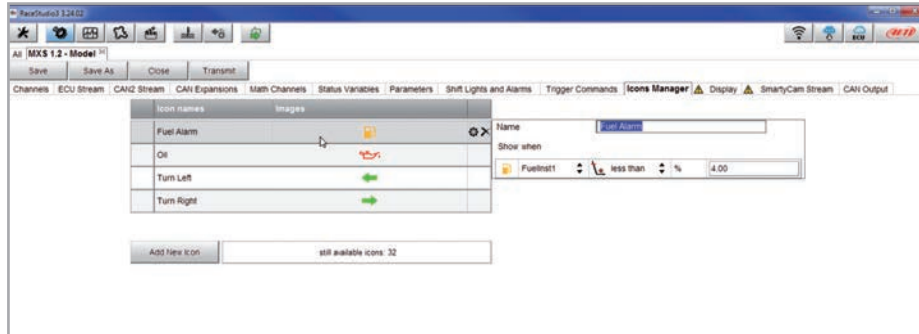 RaceStudio3 3.24.02
ECU
AiM
All MXS 1.2 - Model
Save Save As Close Transmit
Channels ECU Stream CAN2 Stream CAN Expansions Math Channels Status Variables Parameters Shift Lights and Alarms Trigger Commands Icons Manager Display SmartyCam Stream CAN Output
Icon names Images
Fuel Alarm
Name Fuel Alarm
Show when
Oil
FuelInst1 less than % 4.00
Turn Left
Turn Right
Add New Icon still available icons: 32